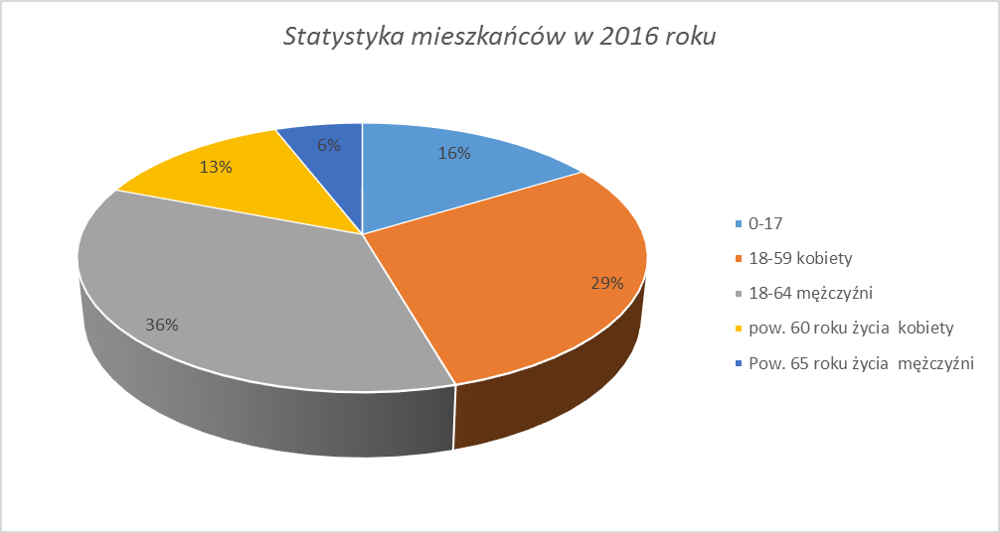 Statystyka mieszkańców w 2016 roku
6%
16%
13%
29%
36%
0-17
18-59 kobiety
18-64 mężczyźni
pow. 60 roku życia  kobiety
Pow. 65 roku życia  mężczyźni